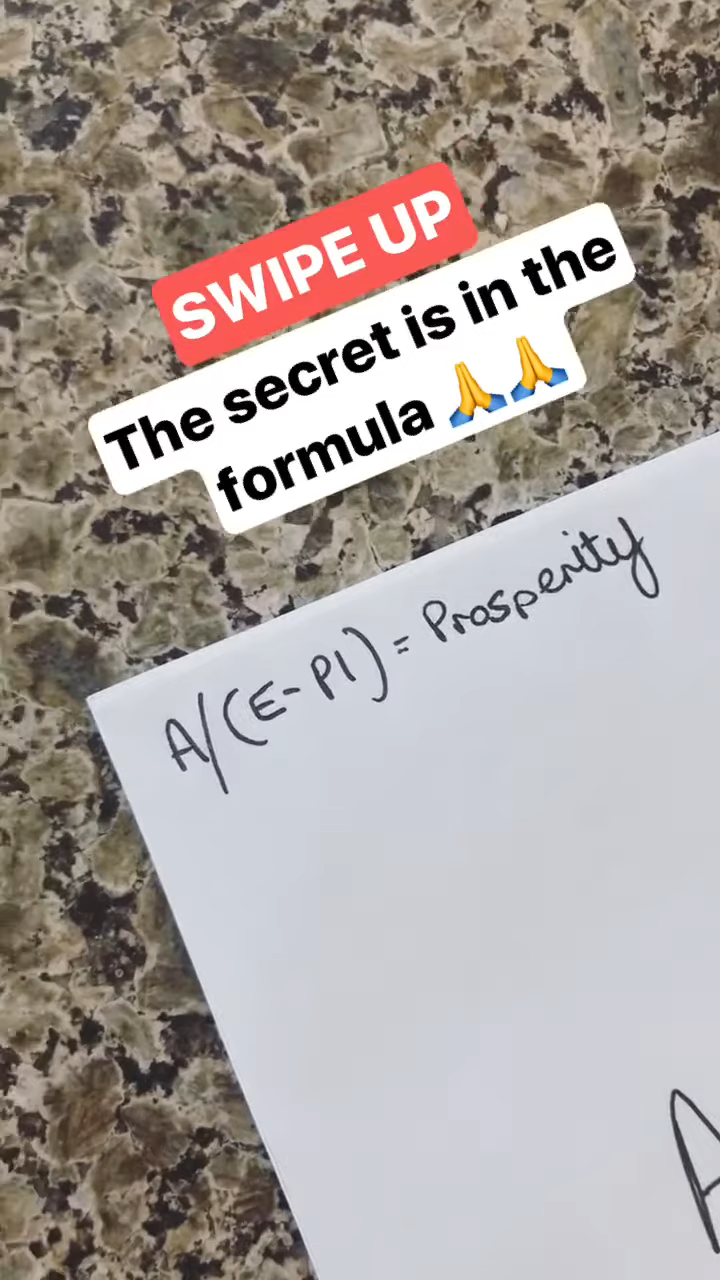 SWIPE UP
The secret is in the
formula 🙏🙏
A/(E-PI) = Prosperity
A